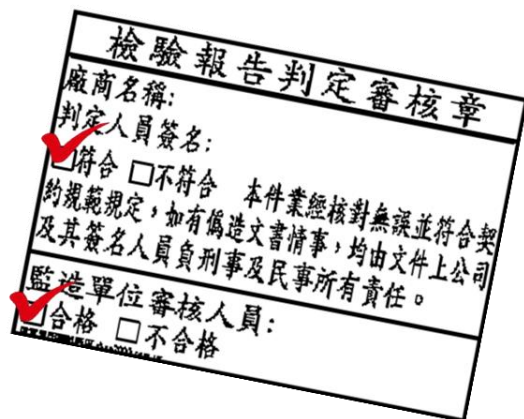 檢驗報告判定審核章
廠商名稱:
判定人員簽名:
□符合 □不符合 本件業經核對無誤並符合契
約規範規定，如有偽造文書情事，均由文件上公司
及其簽名人員負刑事及民事所有責任。
監造單位審核人員:
□合格 □不合格